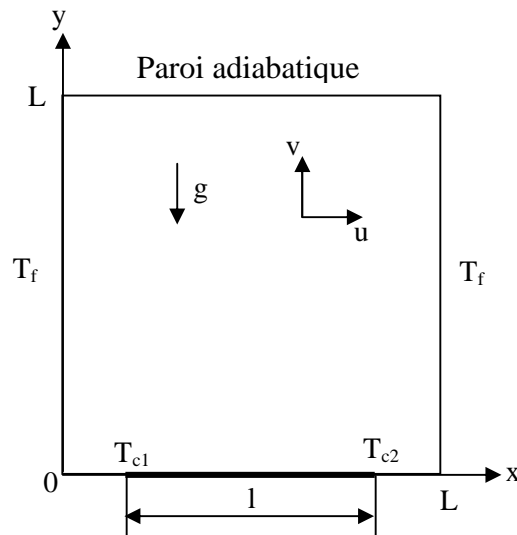 y
Paroi adiabatique
L
v
g
u
T_f
T_f
T_c1
T_c2
0
x
l
L